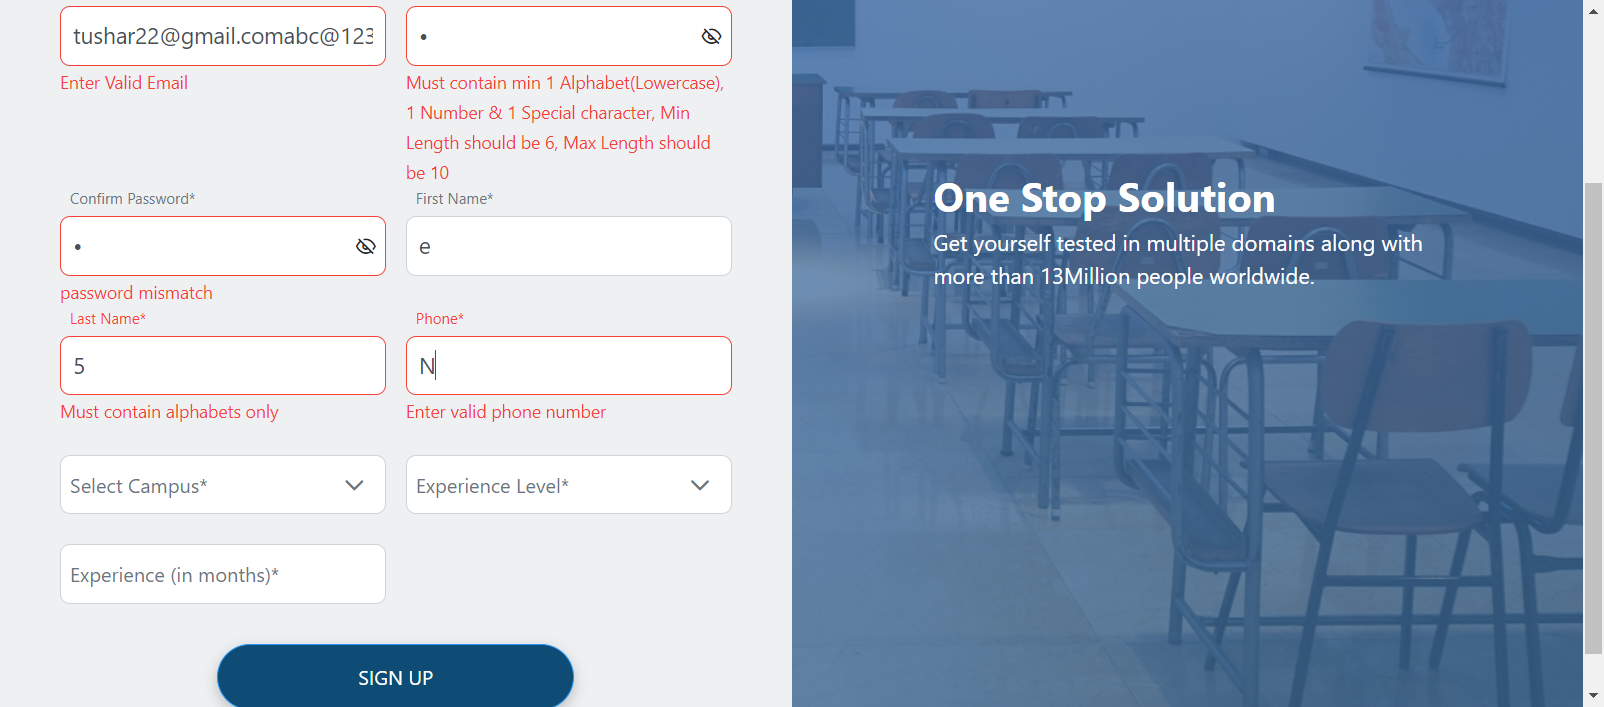 tushar22@gmail.comabc@123
Enter Valid Email
Must contain min 1 Alphabet(Lowercase),
1 Number & 1 Special character, Min
Length should be 6, Max Length should
be 10
Confirm Password*
First Name*
e
password mismatch
Last Name*
Phone*
5
N
Must contain alphabets only
Enter valid phone number
Select Campus*
Experience Level*
Experience (in months)*
SIGN UP
One Stop Solution
Get yourself tested in multiple domains along with
more than 13Million people worldwide.